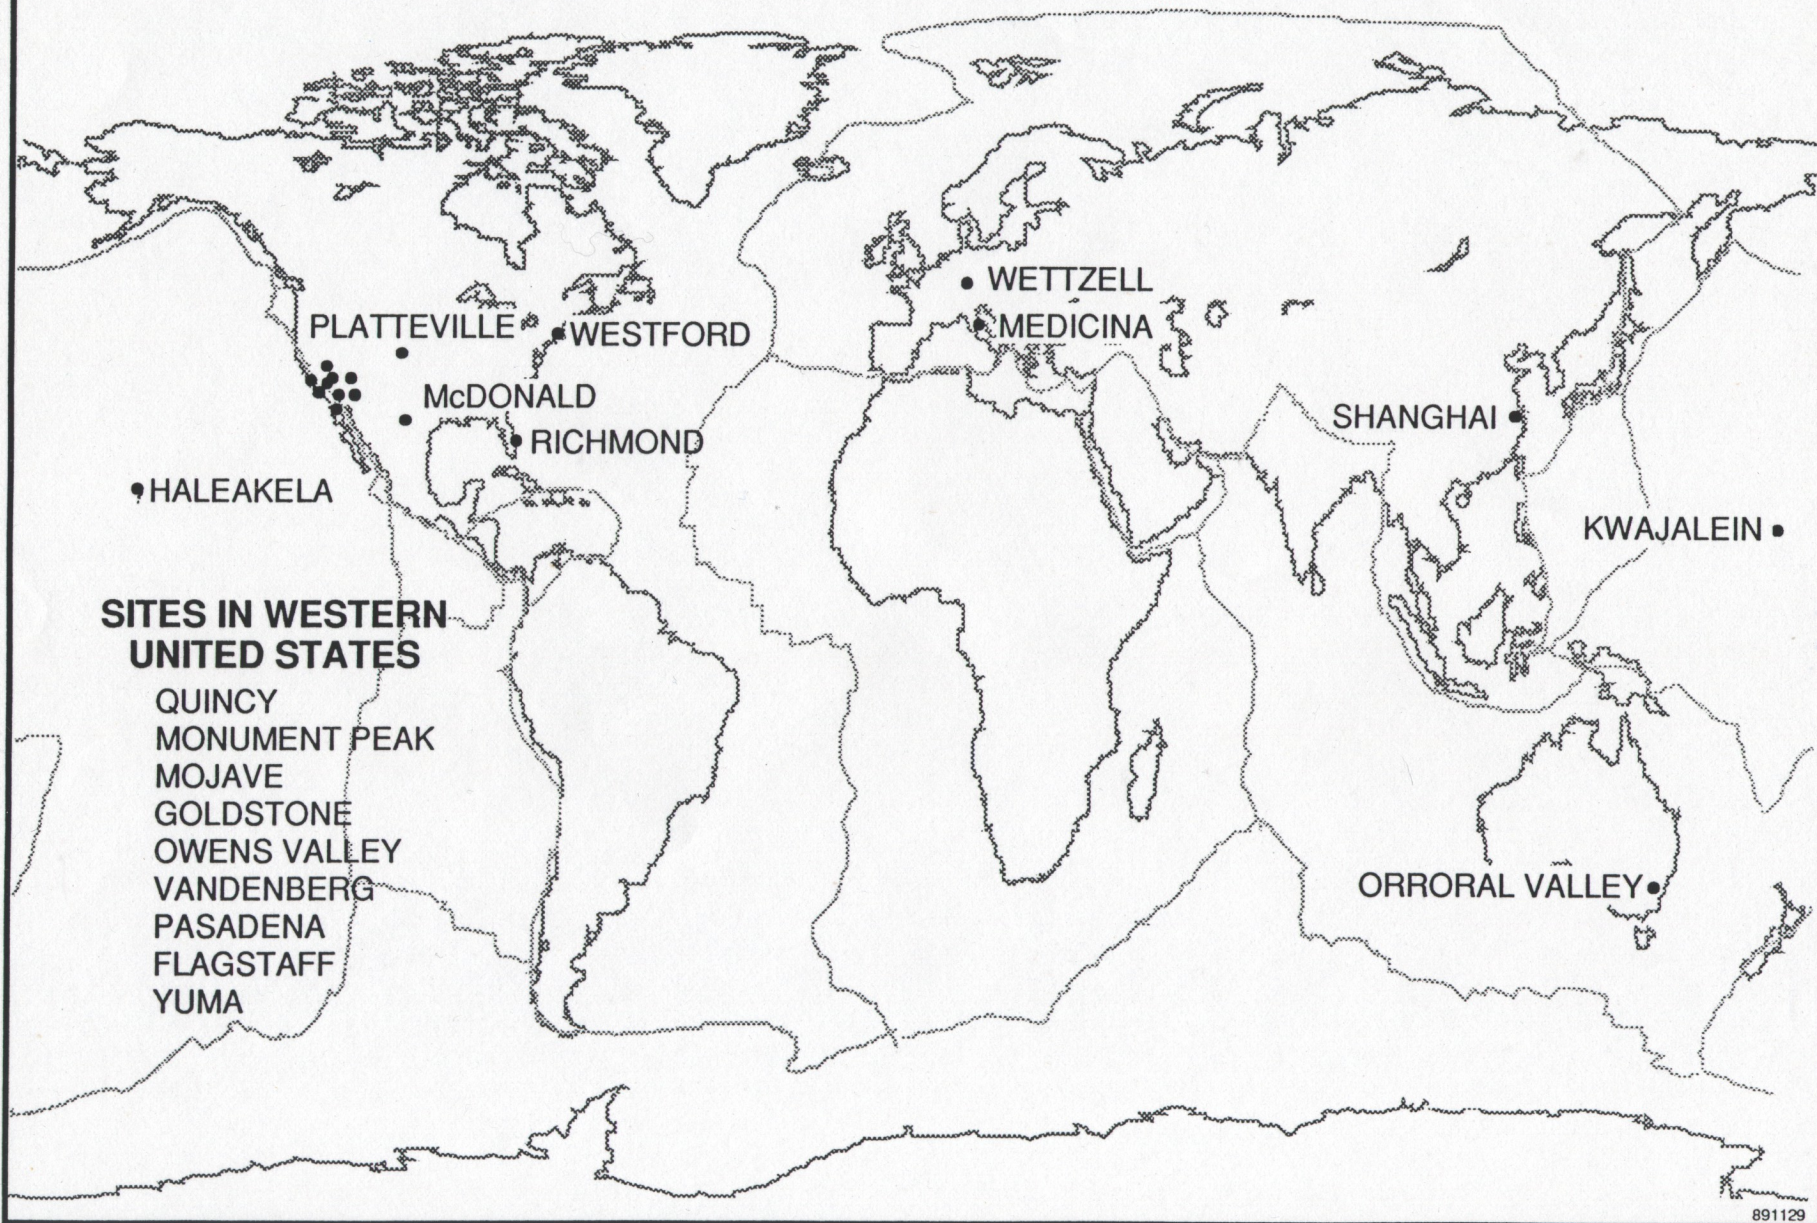 WETTZELL
PLATTEVILLE
WESTFORD
MEDICINA
McDONALD
SHANGHAI
RICHMOND
HALEAKELA
KWAJALEIN
SITES IN WESTERN
UNITED STATES
QUINCY
MONUMENT PEAK
MOJAVE
GOLDSTONE
OWENS VALLEY
VANDENBERG
PASADENA
FLAGSTAFF
YUMA
ORRORAL VALLEY
891129